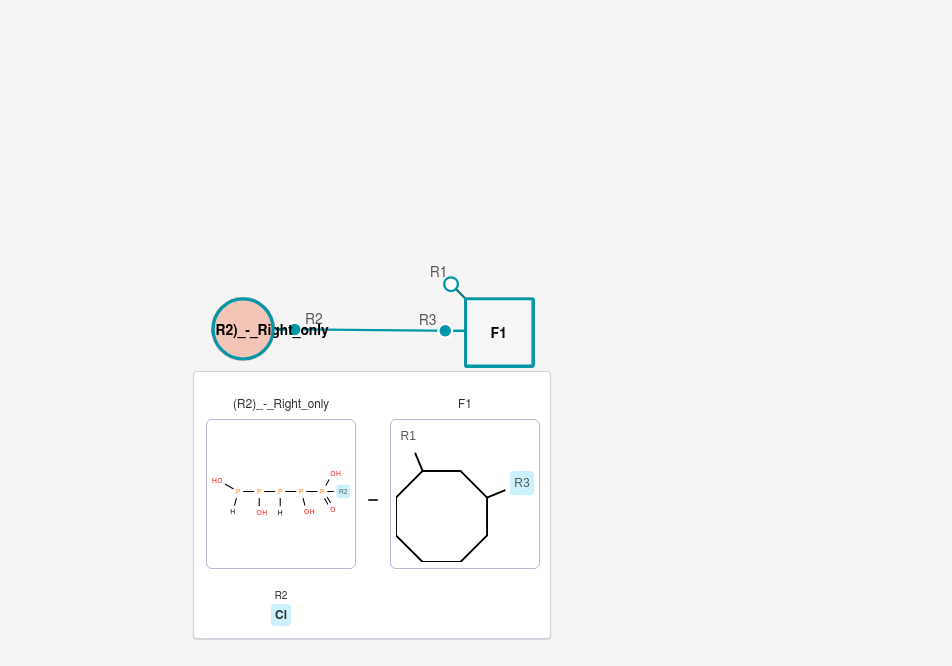 R1
R2
R3
R2)_-_Right_only
F1
(R2)_-_Right_only
F1
R1
OH
HO
P
P
P
P
P
R2
R3
H
OH
H
OH
O
R2
Cl